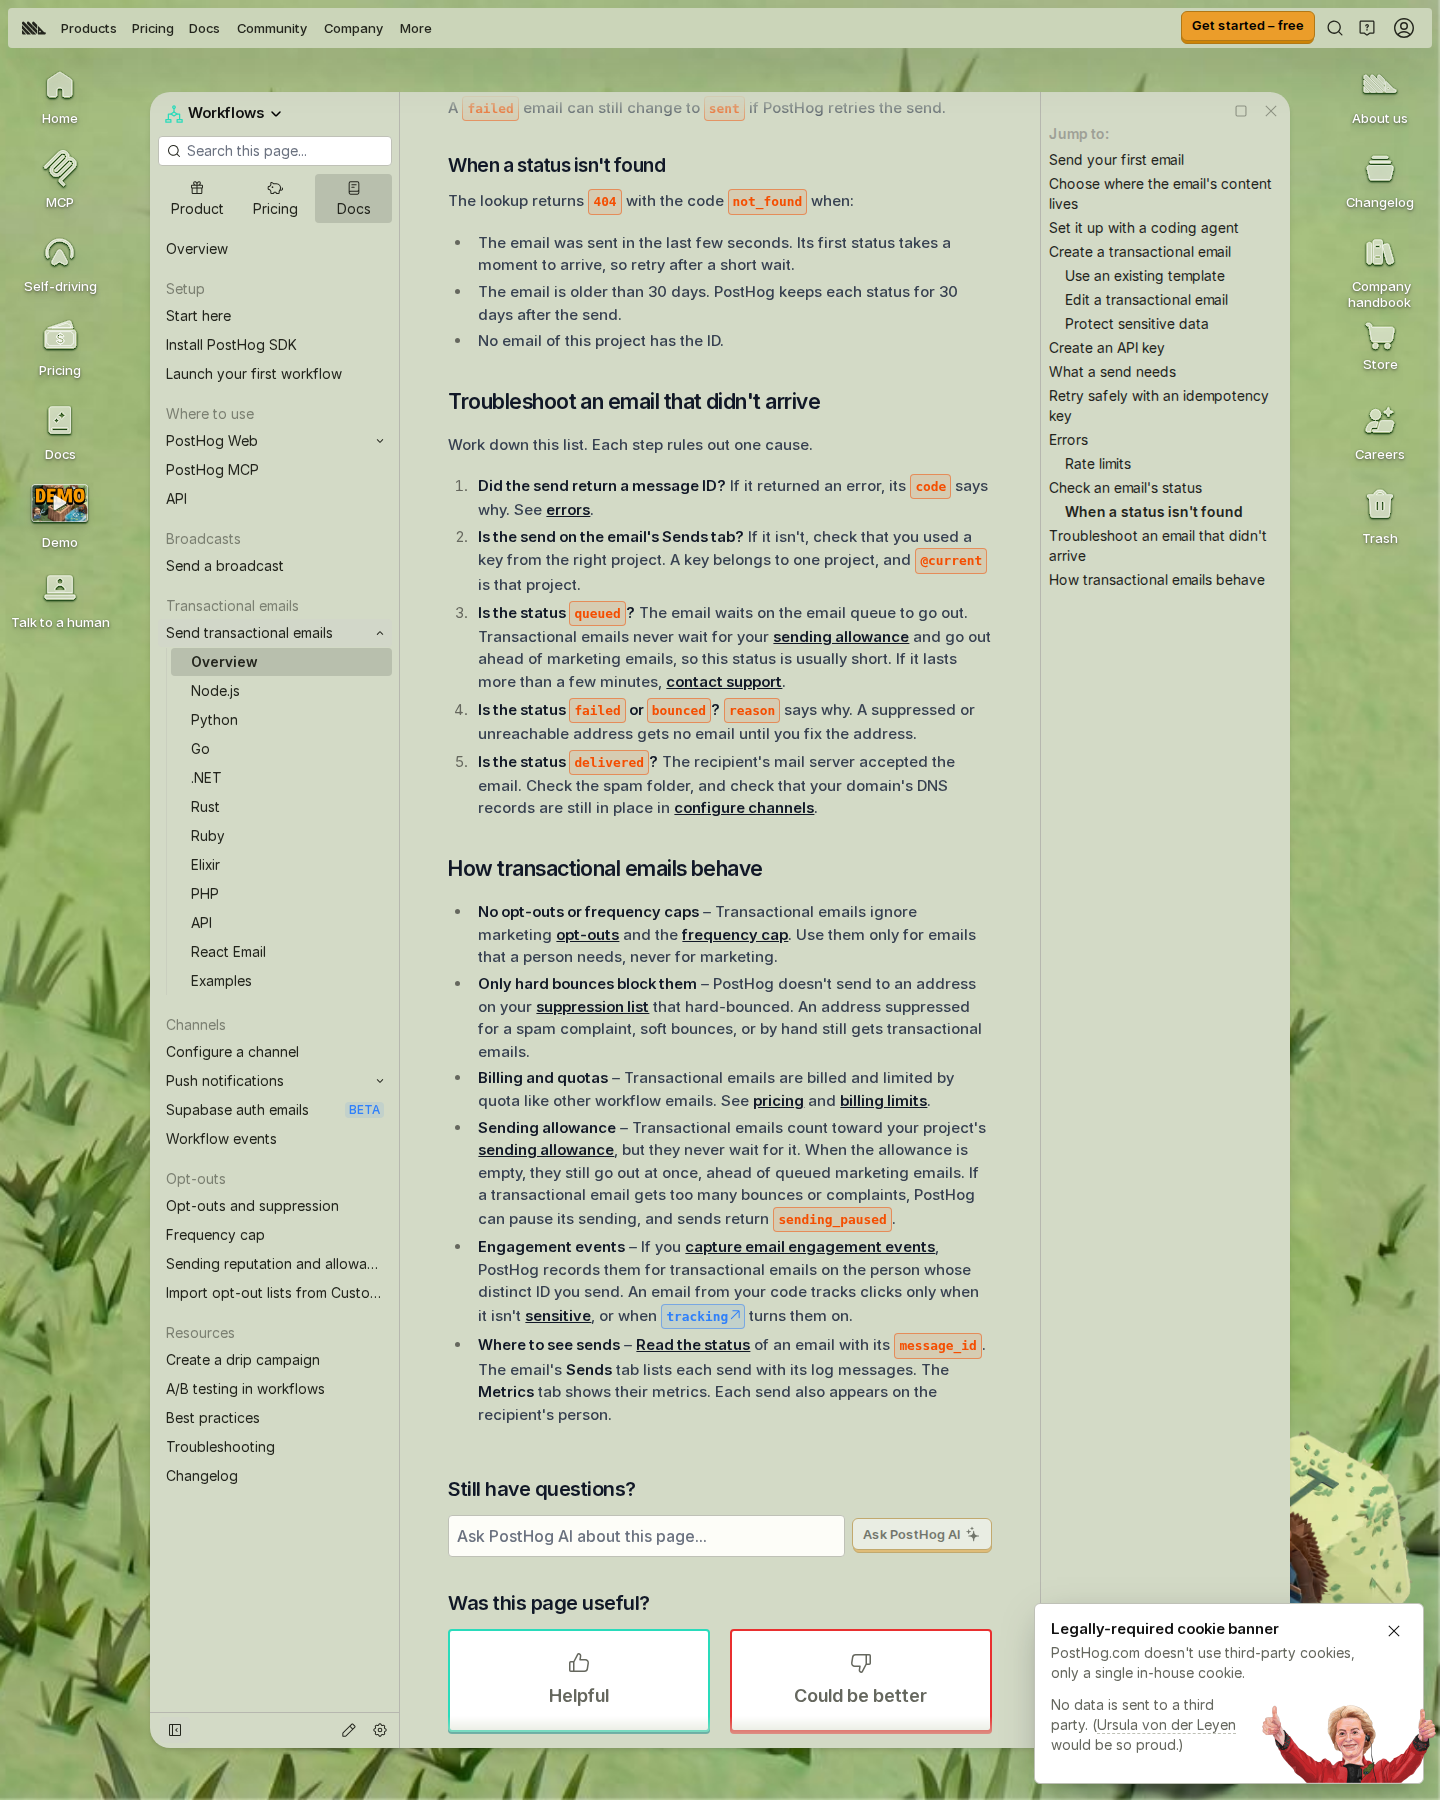 Products Pricing Docs Community Company More
Get started – free
Home
MCP
Self-driving
Pricing
Docs
DEMO
Demo
Talk to a human
Workflows
Search this page...
Product Pricing Docs
Overview
Setup
Start here
Install PostHog SDK
Launch your first workflow
Where to use
PostHog Web
PostHog MCP
API
Broadcasts
Send a broadcast
Transactional emails
Send transactional emails
Overview
Node.js
Python
Go
.NET
Rust
Ruby
Elixir
PHP
API
React Email
Examples
Channels
Configure a channel
Push notifications
Supabase auth emails BETA
Workflow events
Opt-outs
Opt-outs and suppression
Frequency cap
Sending reputation and allowa...
Import opt-out lists from Custo...
Resources
Create a drip campaign
A/B testing in workflows
Best practices
Troubleshooting
Changelog
A failed email can still change to sent if PostHog retries the send.
When a status isn't found
The lookup returns 404 with the code not_found when:
The email was sent in the last few seconds. Its first status takes a
moment to arrive, so retry after a short wait.
The email is older than 30 days. PostHog keeps each status for 30
days after the send.
No email of this project has the ID.
Troubleshoot an email that didn't arrive
Work down this list. Each step rules out one cause.
1. Did the send return a message ID? If it returned an error, its code says
why. See errors.
2. Is the send on the email's Sends tab? If it isn't, check that you used a
key from the right project. A key belongs to one project, and @current
is that project.
3. Is the status queued? The email waits on the email queue to go out.
Transactional emails never wait for your sending allowance and go out
ahead of marketing emails, so this status is usually short. If it lasts
more than a few minutes, contact support.
4. Is the status failed or bounced? reason says why. A suppressed or
unreachable address gets no email until you fix the address.
5. Is the status delivered? The recipient's mail server accepted the
email. Check the spam folder, and check that your domain's DNS
records are still in place in configure channels.
How transactional emails behave
No opt-outs or frequency caps – Transactional emails ignore
marketing opt-outs and the frequency cap. Use them only for emails
that a person needs, never for marketing.
Only hard bounces block them – PostHog doesn't send to an address
on your suppression list that hard-bounced. An address suppressed
for a spam complaint, soft bounces, or by hand still gets transactional
emails.
Billing and quotas – Transactional emails are billed and limited by
quota like other workflow emails. See pricing and billing limits.
Sending allowance – Transactional emails count toward your project's
sending allowance, but they never wait for it. When the allowance is
empty, they still go out at once, ahead of queued marketing emails. If
a transactional email gets too many bounces or complaints, PostHog
can pause its sending, and sends return sending_paused.
Engagement events – If you capture email engagement events,
PostHog records them for transactional emails on the person whose
distinct ID you send. An email from your code tracks clicks only when
it isn't sensitive, or when tracking turns them on.
Where to see sends – Read the status of an email with its message_id.
The email's Sends tab lists each send with its log messages. The
Metrics tab shows their metrics. Each send also appears on the
recipient's person.
Still have questions?
Ask PostHog AI about this page...
Ask PostHog AI
Was this page useful?
Helpful
Could be better
Jump to:
Send your first email
Choose where the email's content
lives
Set it up with a coding agent
Create a transactional email
Use an existing template
Edit a transactional email
Protect sensitive data
Create an API key
What a send needs
Retry safely with an idempotency
key
Errors
Rate limits
Check an email's status
When a status isn't found
Troubleshoot an email that didn't
arrive
How transactional emails behave
About us
Changelog
Company
handbook
Store
Careers
Trash
Legally-required cookie banner
PostHog.com doesn't use third-party cookies,
only a single in-house cookie.
No data is sent to a third
party. (Ursula von der Leyen
would be so proud.)